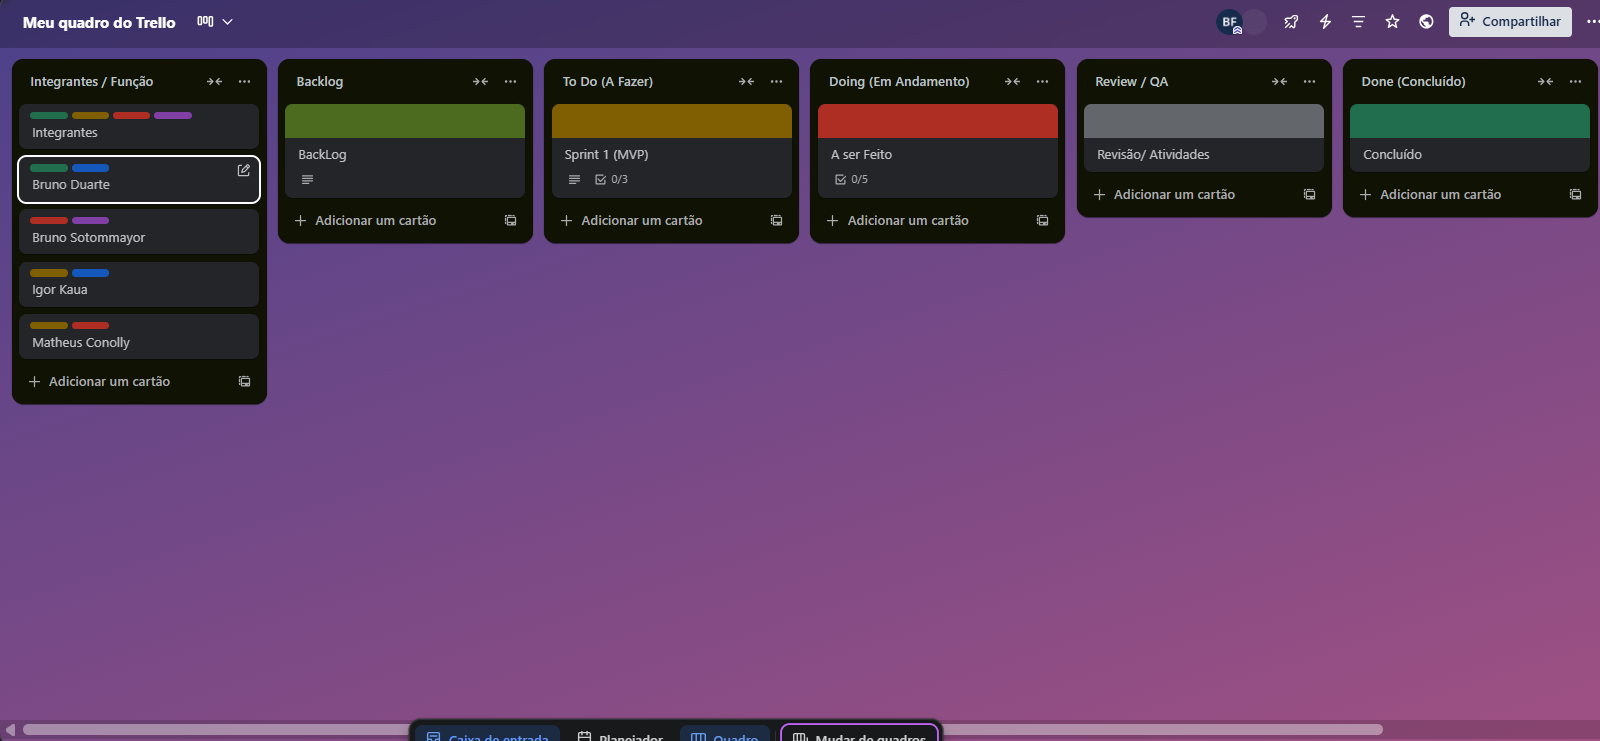 Meu quadro do Trello
BF
Compartilhar
Integrantes / Função
Integrantes
Bruno Duarte
Bruno Sotommayor
Igor Kaua
Matheus Conolly
Adicionar um cartão
Backlog
BackLog
Adicionar um cartão
To Do (A Fazer)
Sprint 1 (MVP)
0/3
Adicionar um cartão
Doing (Em Andamento)
A ser Feito
0/5
Adicionar um cartão
Review / QA
Revisão/ Atividades
Adicionar um cartão
Done (Concluído)
Concluído
Adicionar um cartão
Caixa de entrada
Planejador
Quadro
Mudar de quadros